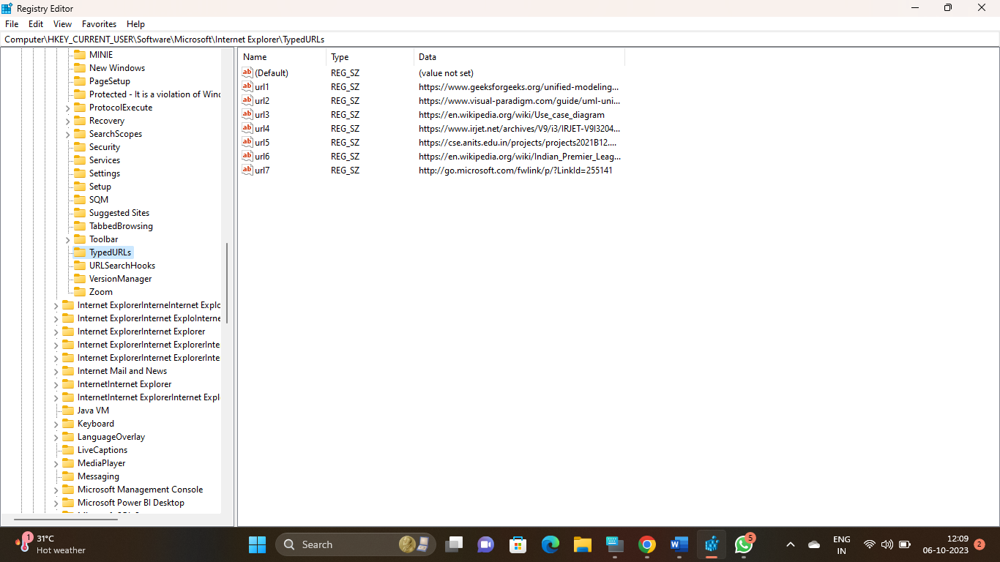 Registry Editor
File Edit View Favorites Help
Computer\HKEY_CURRENT_USER\Software\Microsoft\Internet Explorer\TypedURLs
MINIE
New Windows
PageSetup
Protected - It is a violation of Wind
ProtocolExecute
Recovery
SearchScopes
Security
Services
Settings
Setup
SQM
Suggested Sites
TabbedBrowsing
Toolbar
TypedURLs
URLSearchHooks
VersionManager
Zoom
Internet ExplorerInterneInternet Explo
Internet ExplorerInternet ExploInterne
Internet ExplorerInternet Explorer
Internet ExplorerInternet ExplorerInte
Internet ExplorerInternet ExplorerInte
Internet Mail and News
InternetInternet Explorer
InternetInternet ExplorerInternet Expl
Java VM
Keyboard
LanguageOverlay
LiveCaptions
MediaPlayer
Messaging
Microsoft Management Console
Microsoft Power BI Desktop
Name Type Data
ab (Default) REG_SZ (value not set)
ab url1 REG_SZ https://www.geeksforgeeks.org/unified-modeling...
ab url2 REG_SZ https://www.visual-paradigm.com/guide/uml-uni...
ab url3 REG_SZ https://en.wikipedia.org/wiki/Use_case_diagram
ab url4 REG_SZ https://www.irjet.net/archives/V9/i3/IRJET-V9I3204...
ab url5 REG_SZ https://cse.anits.edu.in/projects/projects2021B12....
ab url6 REG_SZ https://en.wikipedia.org/wiki/Indian_Premier_Leag...
ab url7 REG_SZ http://go.microsoft.com/fwlink/p/?LinkId=255141
1 31°C
Hot weather
Search
W
5
ENG
IN
12:09
06-10-2023
2